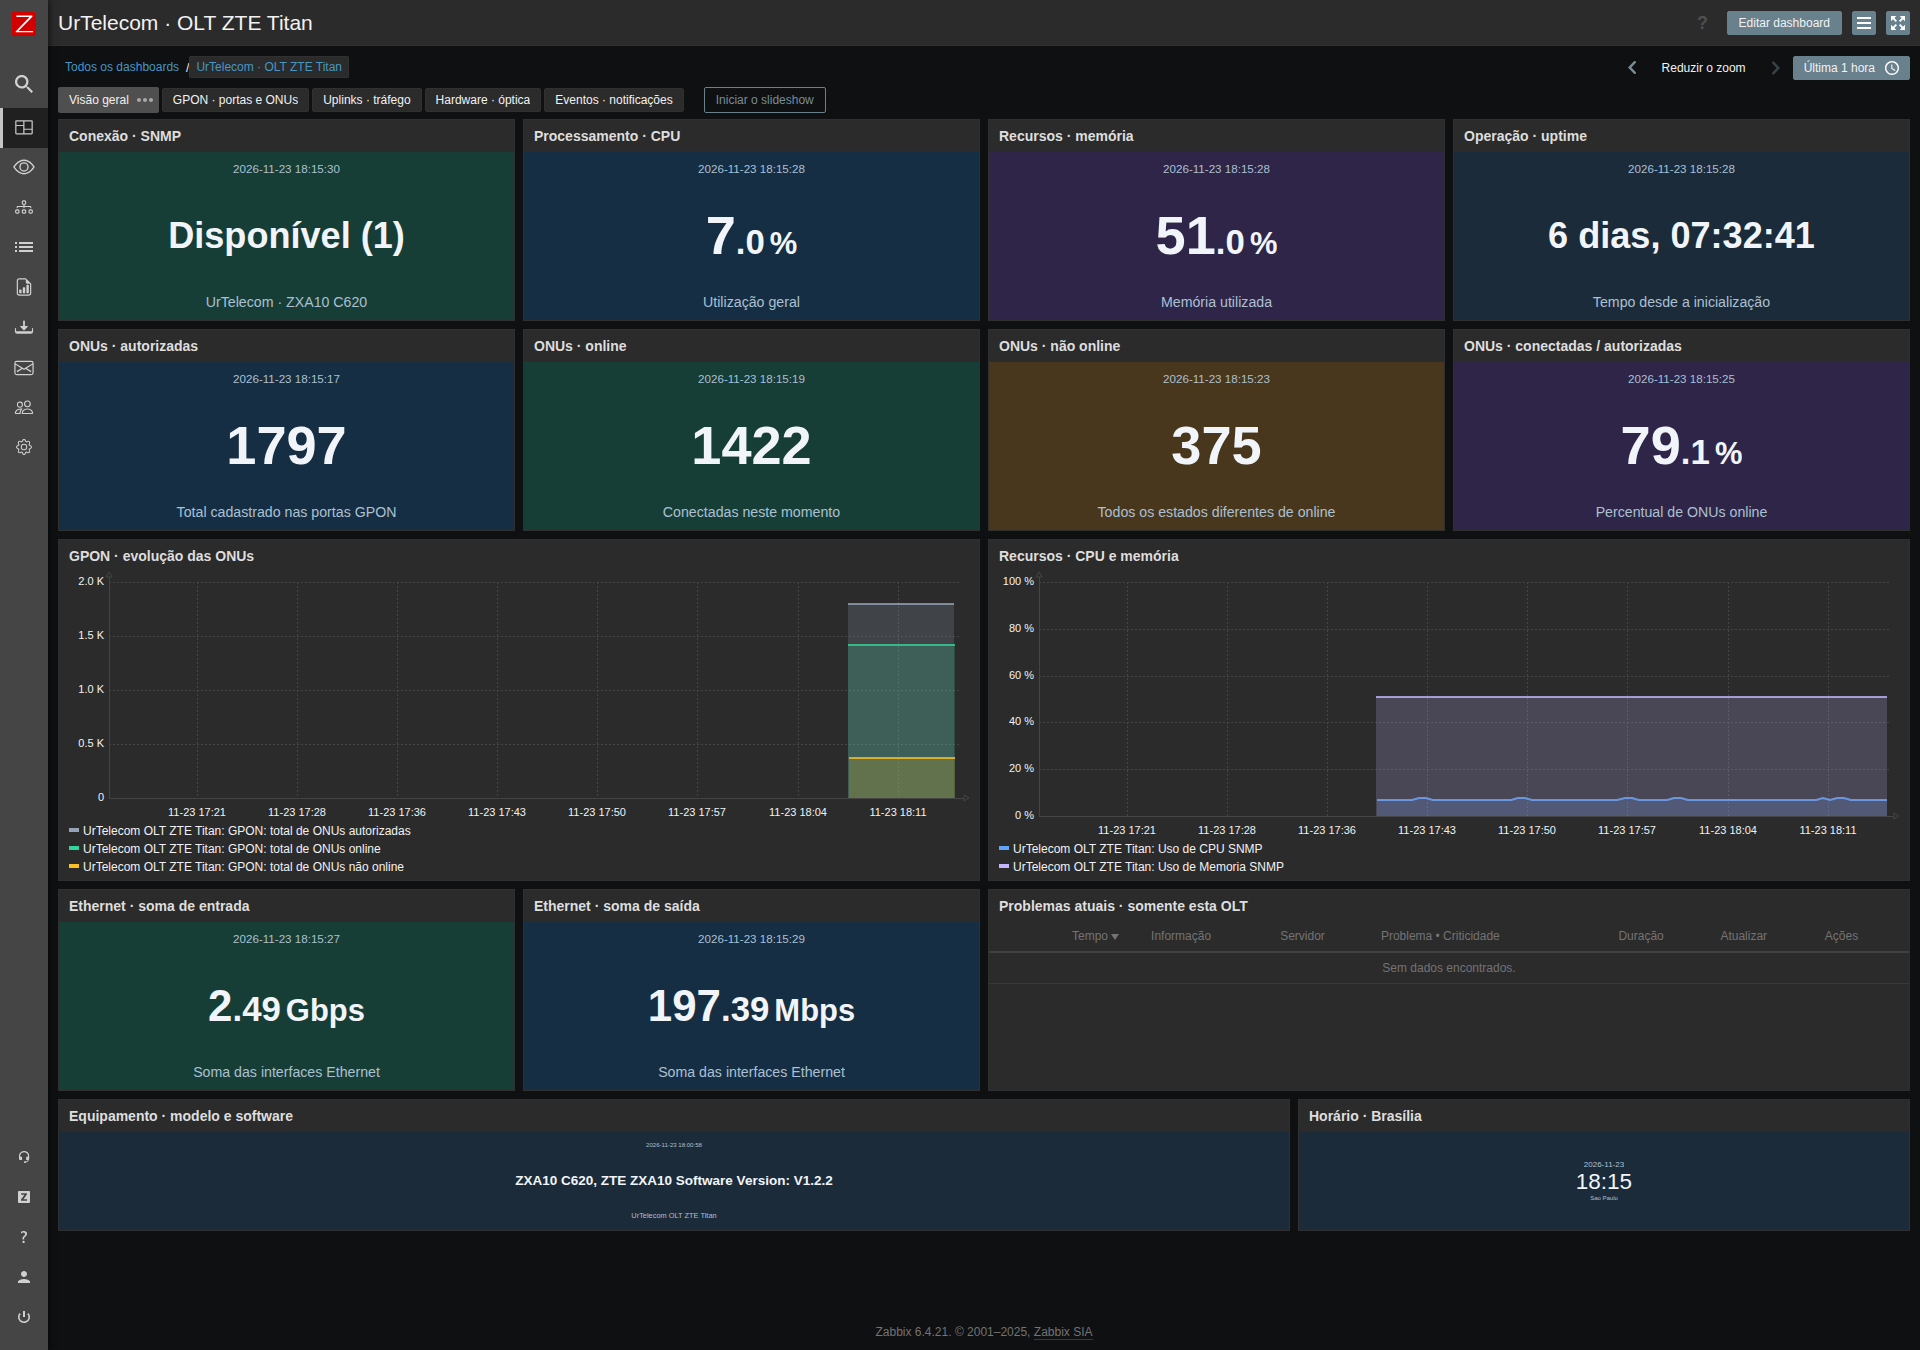 UrTelecom · OLT ZTE Titan
?
Editar dashboard
Todos os dashboards / UrTelecom · OLT ZTE Titan
Reduzir o zoom
Última 1 hora
Visão geral
GPON · portas e ONUs
Uplinks · tráfego
Hardware · óptica
Eventos · notificações
Iniciar o slideshow
Conexão · SNMP
2026-11-23 18:15:30
Disponível (1)
UrTelecom · ZXA10 C620
Processamento · CPU
2026-11-23 18:15:28
7.0 %
Utilização geral
Recursos · memória
2026-11-23 18:15:28
51.0 %
Memória utilizada
Operação · uptime
2026-11-23 18:15:28
6 dias, 07:32:41
Tempo desde a inicialização
ONUs · autorizadas
2026-11-23 18:15:17
1797
Total cadastrado nas portas GPON
ONUs · online
2026-11-23 18:15:19
1422
Conectadas neste momento
ONUs · não online
2026-11-23 18:15:23
375
Todos os estados diferentes de online
ONUs · conectadas / autorizadas
2026-11-23 18:15:25
79.1 %
Percentual de ONUs online
GPON · evolução das ONUs
2.0 K
1.5 K
1.0 K
0.5 K
0
11-23 17:21 11-23 17:28 11-23 17:36 11-23 17:43 11-23 17:50 11-23 17:57 11-23 18:04 11-23 18:11
UrTelecom OLT ZTE Titan: GPON: total de ONUs autorizadas
UrTelecom OLT ZTE Titan: GPON: total de ONUs online
UrTelecom OLT ZTE Titan: GPON: total de ONUs não online
Recursos · CPU e memória
100 %
80 %
60 %
40 %
20 %
0 %
11-23 17:21 11-23 17:28 11-23 17:36 11-23 17:43 11-23 17:50 11-23 17:57 11-23 18:04 11-23 18:11
UrTelecom OLT ZTE Titan: Uso de CPU SNMP
UrTelecom OLT ZTE Titan: Uso de Memoria SNMP
Ethernet · soma de entrada
2026-11-23 18:15:27
2.49 Gbps
Soma das interfaces Ethernet
Ethernet · soma de saída
2026-11-23 18:15:29
197.39 Mbps
Soma das interfaces Ethernet
Problemas atuais · somente esta OLT
Tempo Informação Servidor Problema • Criticidade Duração Atualizar Ações
Sem dados encontrados.
Equipamento · modelo e software
2026-11-23 18:00:58
ZXA10 C620, ZTE ZXA10 Software Version: V1.2.2
UrTelecom OLT ZTE Titan
Horário · Brasília
2026-11-23
18:15
Sao Paulo
Zabbix 6.4.21. © 2001–2025, Zabbix SIA